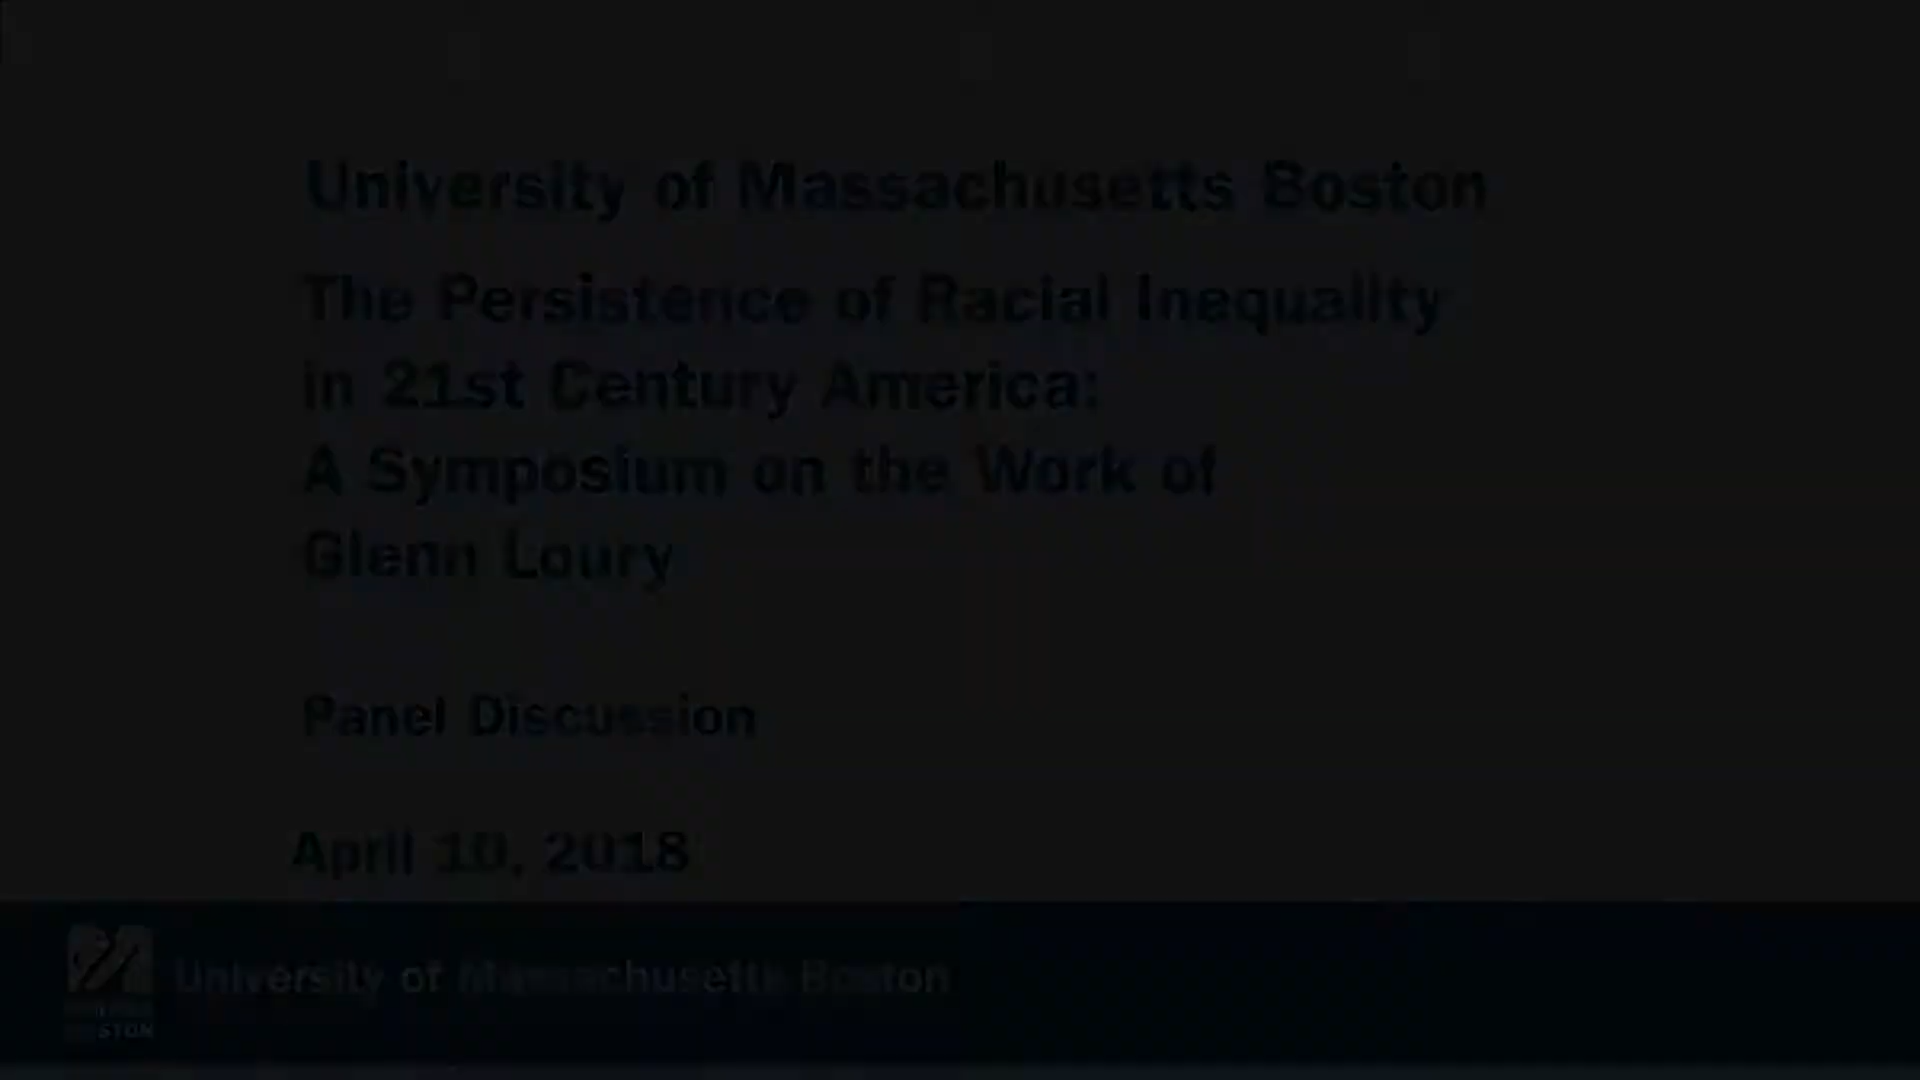 University of Massachusetts Boston
The Persistence of Racial Inequality
in 21st Century America:
A Symposium on the Work of
Glenn Loury
Panel Discussion
April 10, 2018
University of Massachusetts Boston
BOSTON